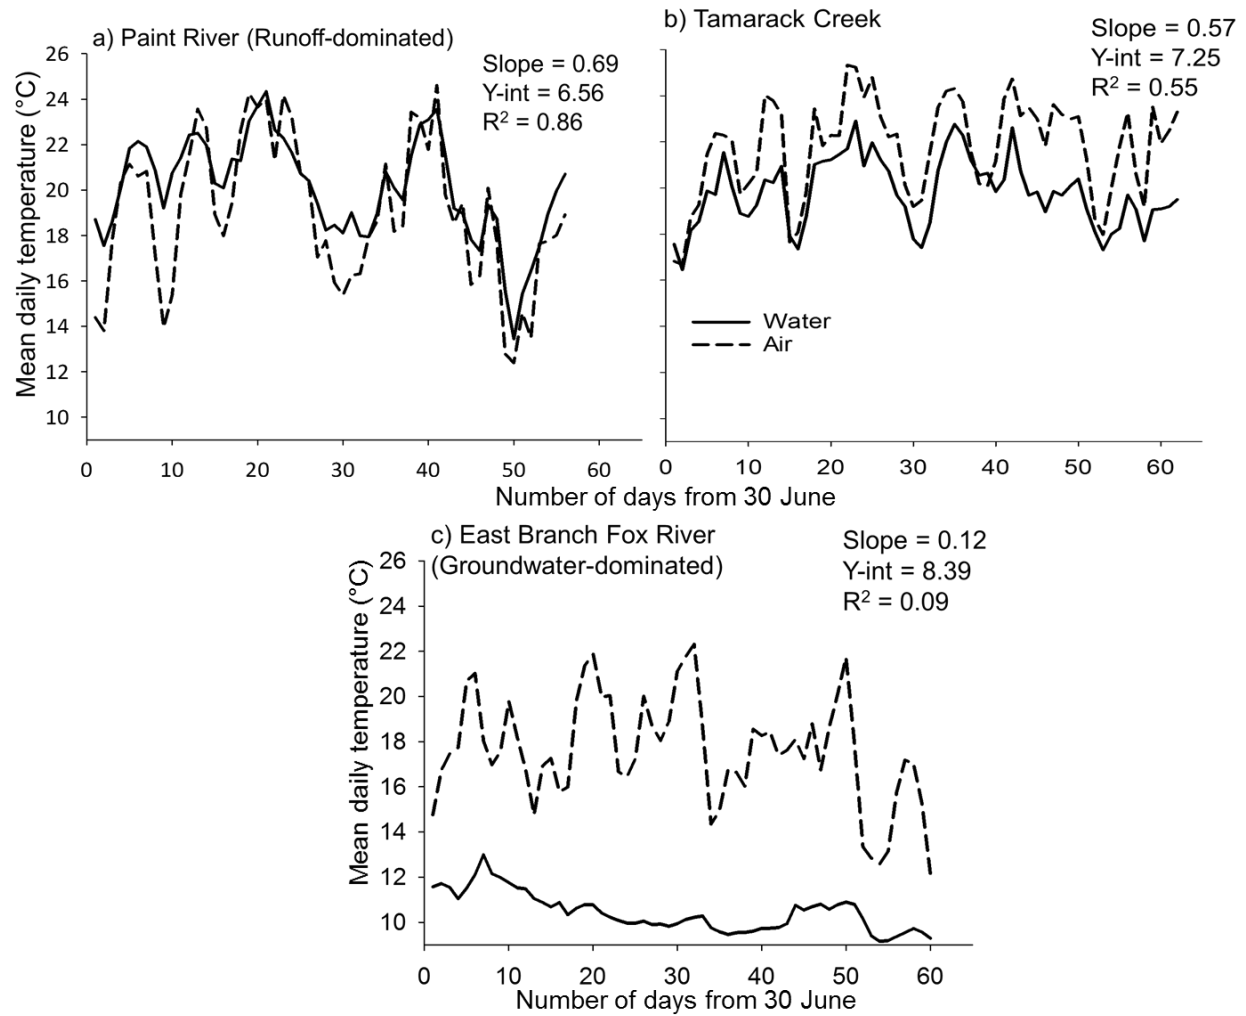 a) Paint River (Runoff-dominated)
Slope = 0.69
Y-int = 6.56
R² = 0.86
26
24
22
20
18
16
14
12
10
Mean daily temperature (°C)
0 10 20 30 40 50 60
b) Tamarack Creek
Slope = 0.57
Y-int = 7.25
R² = 0.55
Water
Air
0 10 20 30 40 50 60
Number of days from 30 June
c) East Branch Fox River
(Groundwater-dominated)
Slope = 0.12
Y-int = 8.39
R² = 0.09
26
24
22
20
18
16
14
12
10
Mean daily temperature (°C)
0 10 20 30 40 50 60
Number of days from 30 June